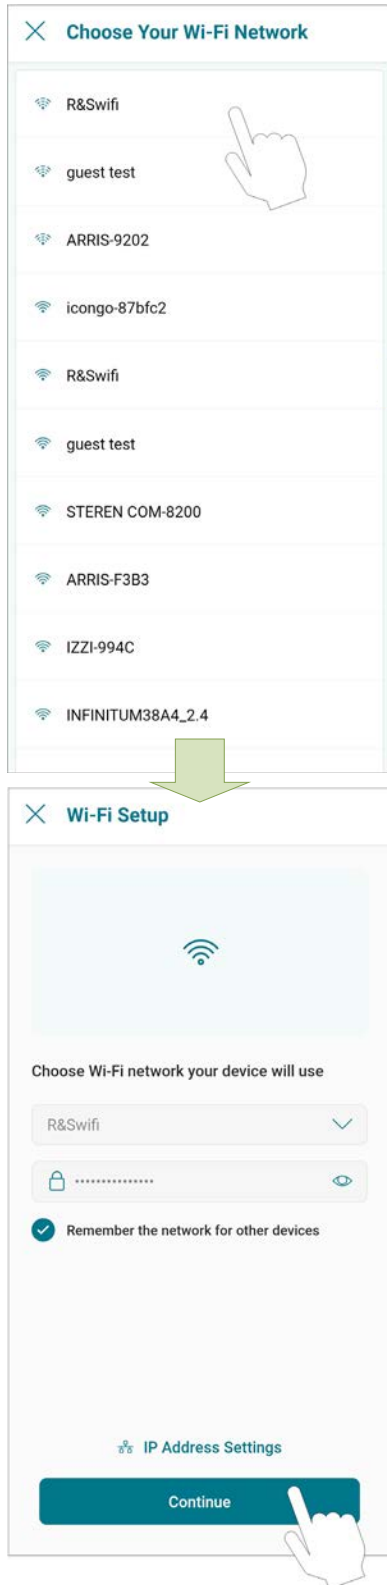 Choose Your Wi-Fi Network
R&Swifi
guest test
ARRIS-9202
icongo-87bfc2
R&Swifi
guest test
STEREN COM-8200
ARRIS-F3B3
IZZI-994C
INFINITUM38A4_2.4
Wi-Fi Setup
Choose Wi-Fi network your device will use
R&Swifi
•••••••••••••••
Remember the network for other devices
IP Address Settings
Continue